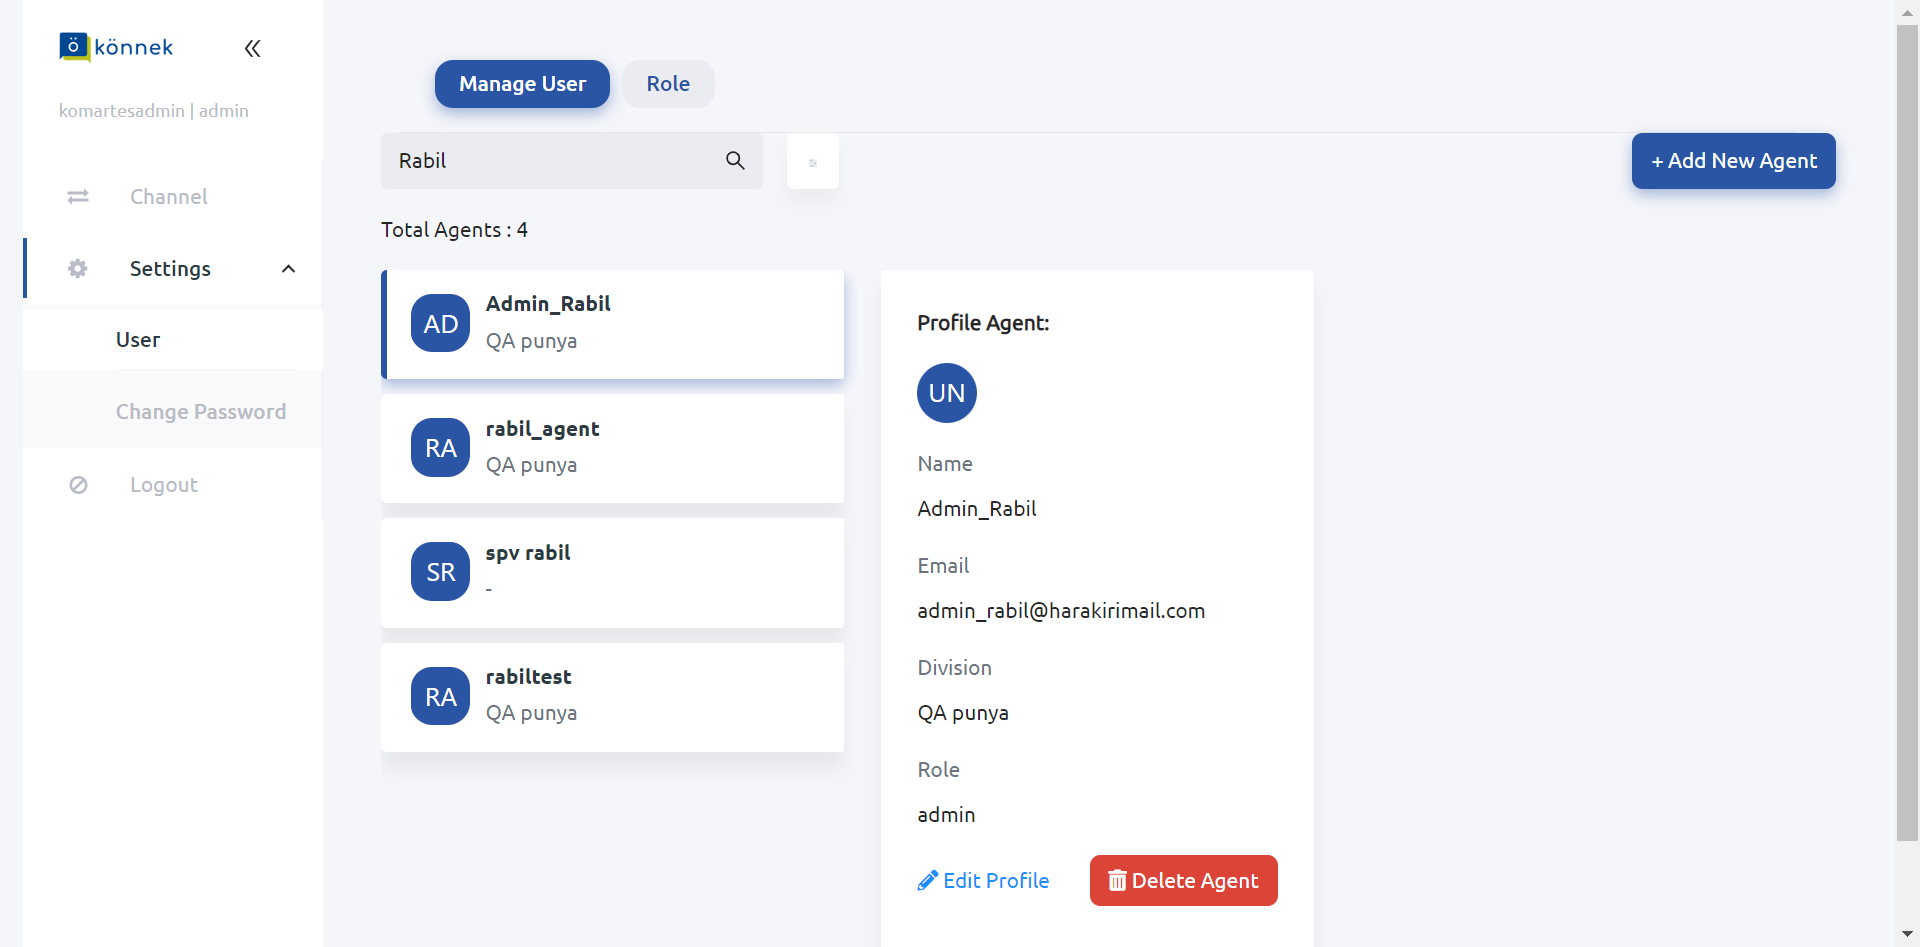 ö könnek
komartesadmin | admin
Channel
Settings
User
Change Password
Logout
Manage User
Role
Rabil
+ Add New Agent
Total Agents : 4
AD
Admin_Rabil
QA punya
RA
rabil_agent
QA punya
SR
spv rabil
-
RA
rabiltest
QA punya
Profile Agent:
UN
Name
Admin_Rabil
Email
admin_rabil@harakirimail.com
Division
QA punya
Role
admin
Edit Profile
Delete Agent